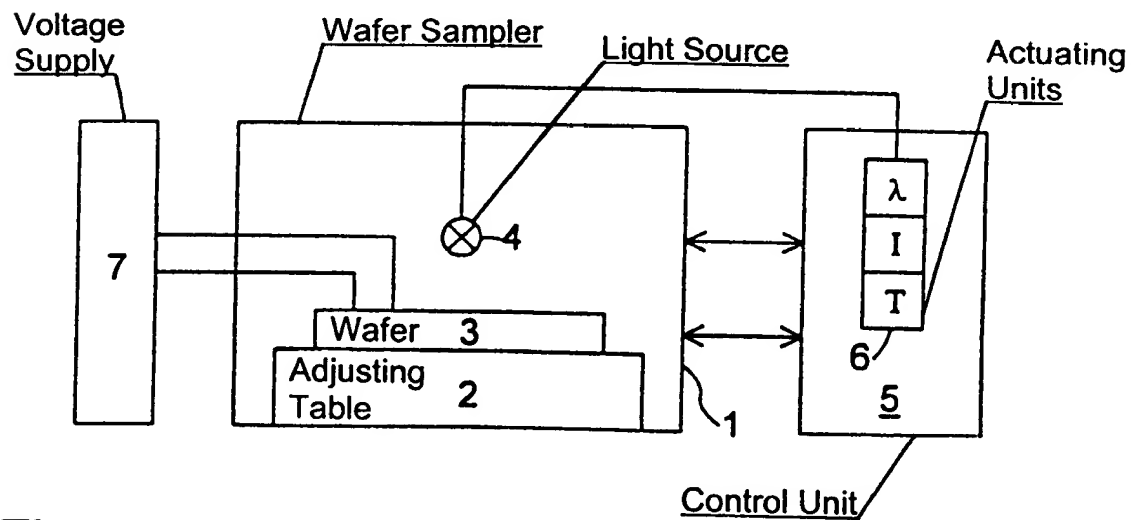 Voltage
Supply
Wafer Sampler
Light Source
Actuating
Units
λ
I
T
4
7
Wafer 3
Adjusting
Table
2
6
5
1
Control Unit